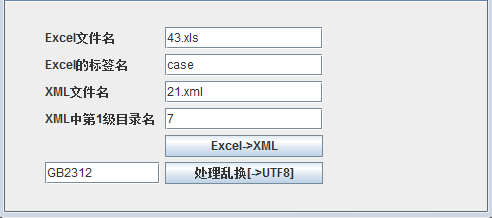 Excel文件名 43.xls
Excel的标签名 case
XML文件名 21.xml
XML中第1级目录名 7
Excel->XML
GB2312 处理乱换[->UTF8]